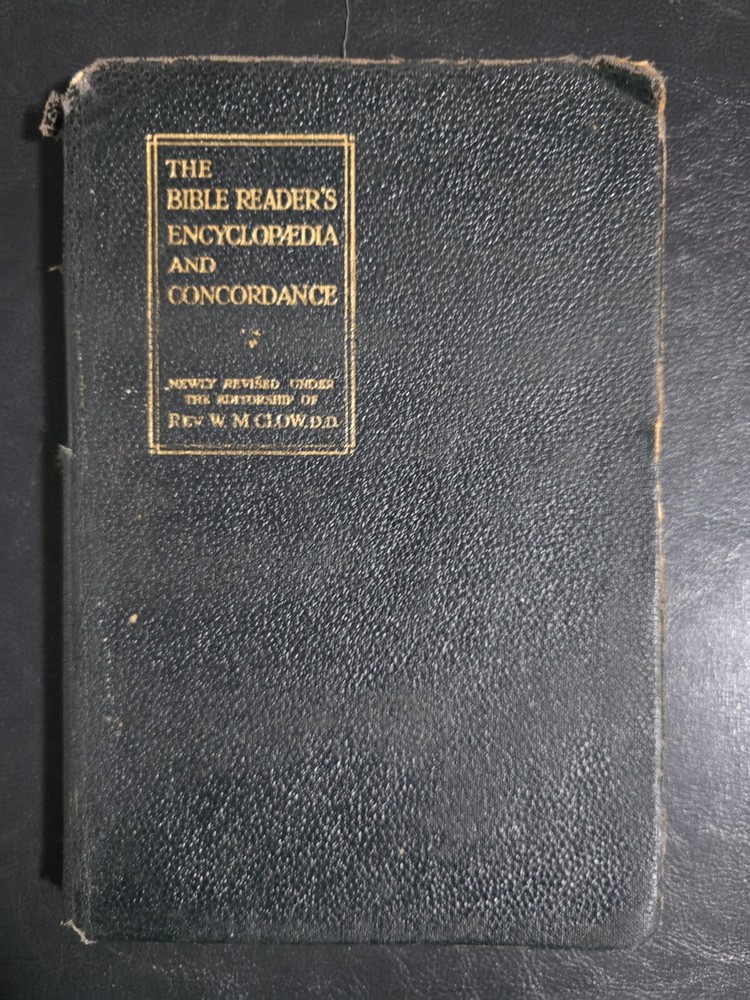 THE
BIBLE READER'S
ENCYCLOPÆDIA
AND
CONCORDANCE
NEWLY REVISED UNDER
THE EDITORSHIP OF
REV. W. M. CLOW, D.D.